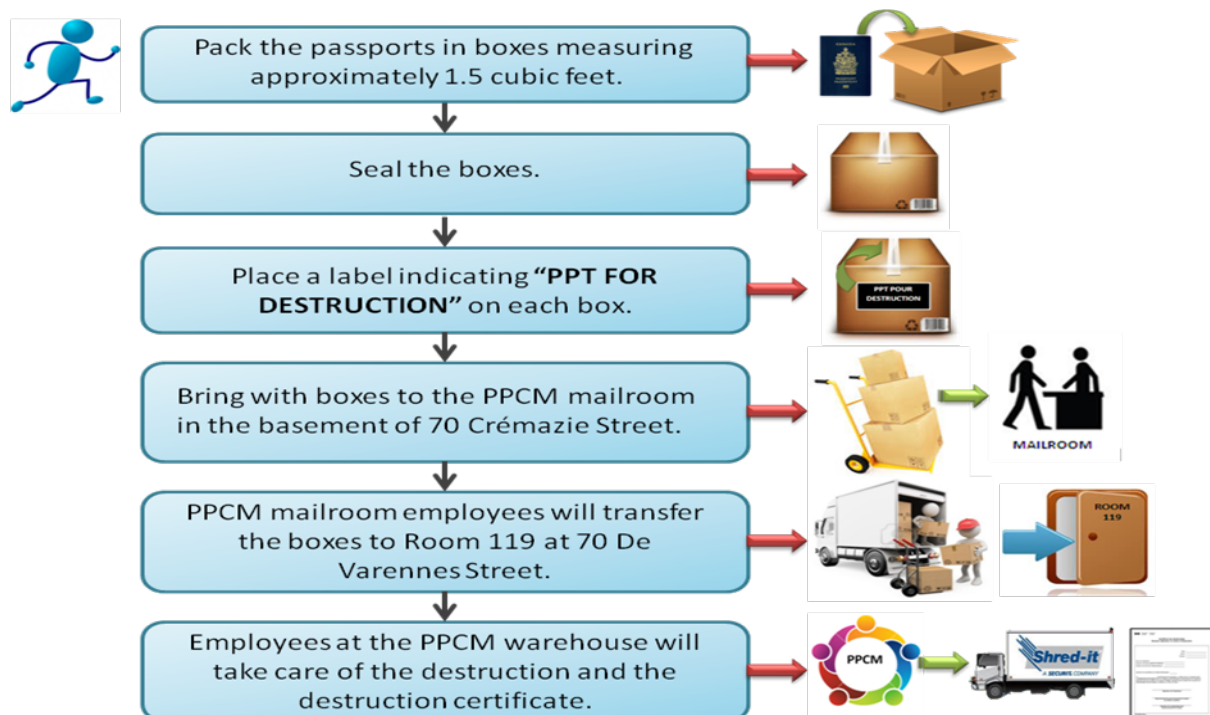 Pack the passports in boxes measuring
approximately 1.5 cubic feet.
Seal the boxes.
Place a label indicating “PPT FOR
DESTRUCTION” on each box.
PPT POUR
DESTRUCTION
Bring with boxes to the PPCM mailroom
in the basement of 70 Crémazie Street.
MAILROOM
PPCM mailroom employees will transfer
the boxes to Room 119 at 70 De
Varennes Street.
ROOM
119
Employees at the PPCM warehouse will
take care of the destruction and the
destruction certificate.
PPCM
Shred-it
A SECURIT COMPANY